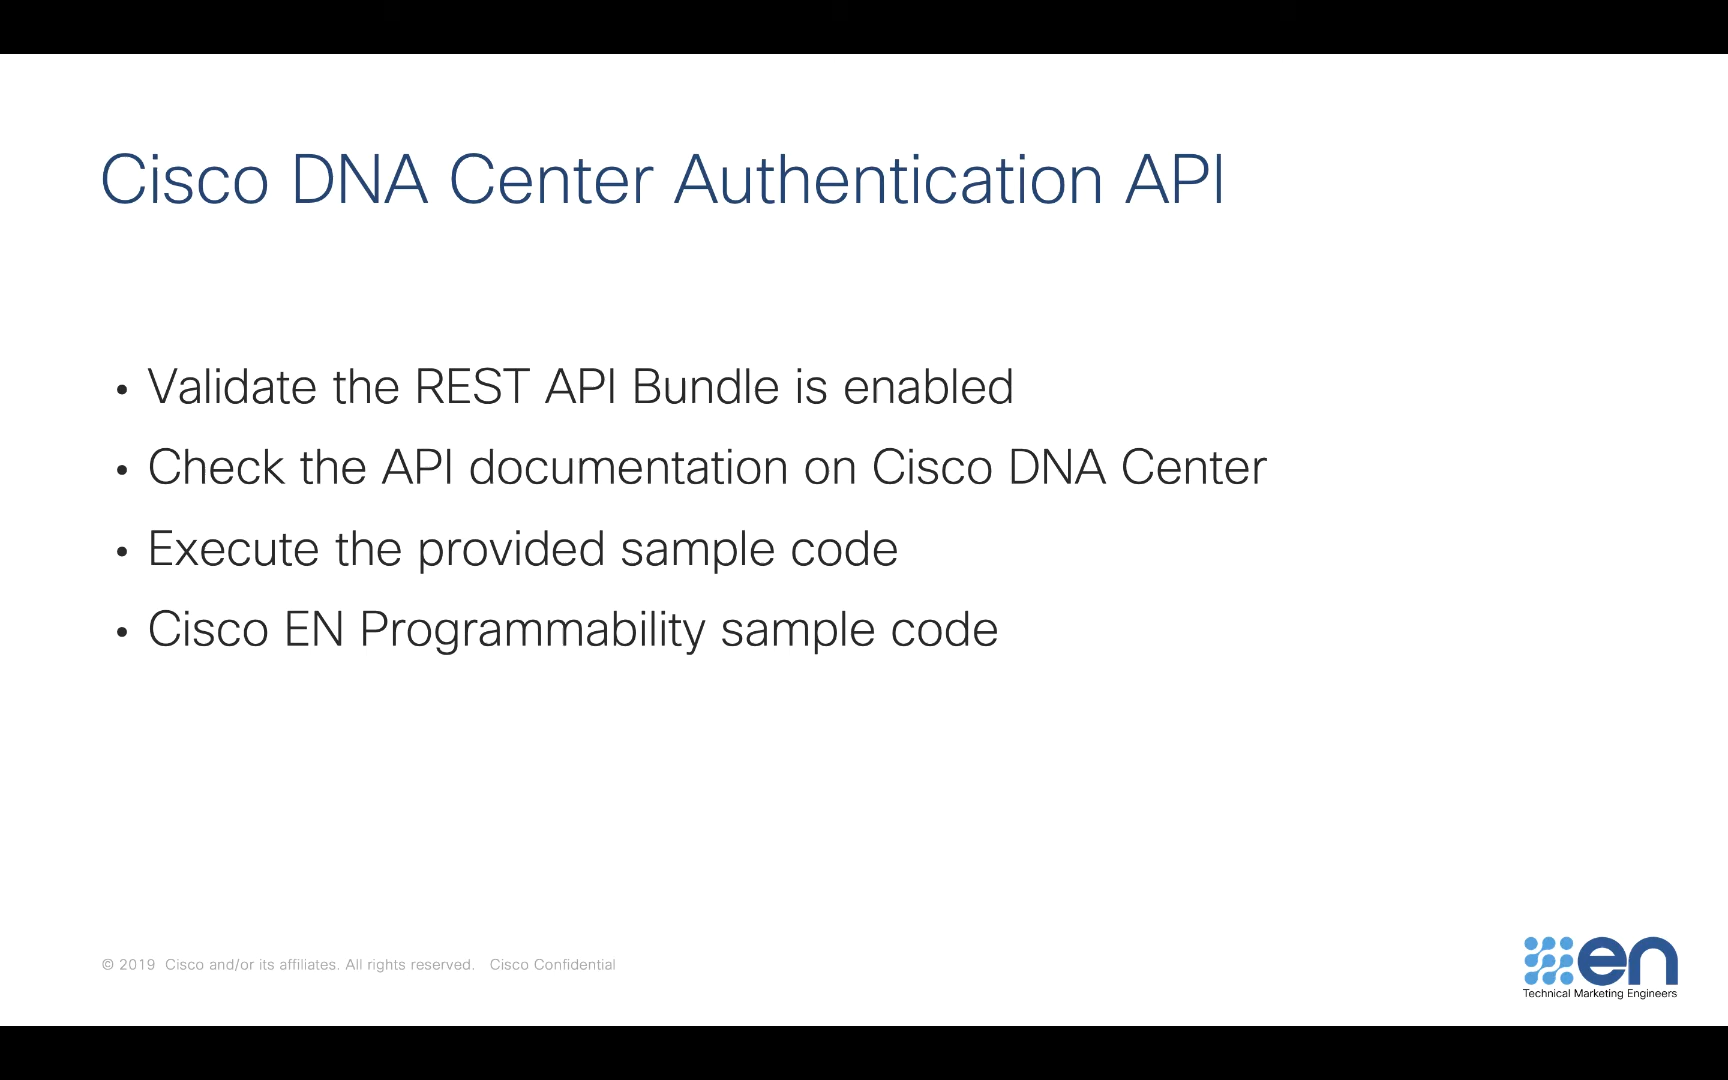 Cisco DNA Center Authentication API
• Validate the REST API Bundle is enabled
• Check the API documentation on Cisco DNA Center
• Execute the provided sample code
• Cisco EN Programmability sample code
© 2019 Cisco and/or its affiliates. All rights reserved. Cisco Confidential
en
Technical Marketing Engineers